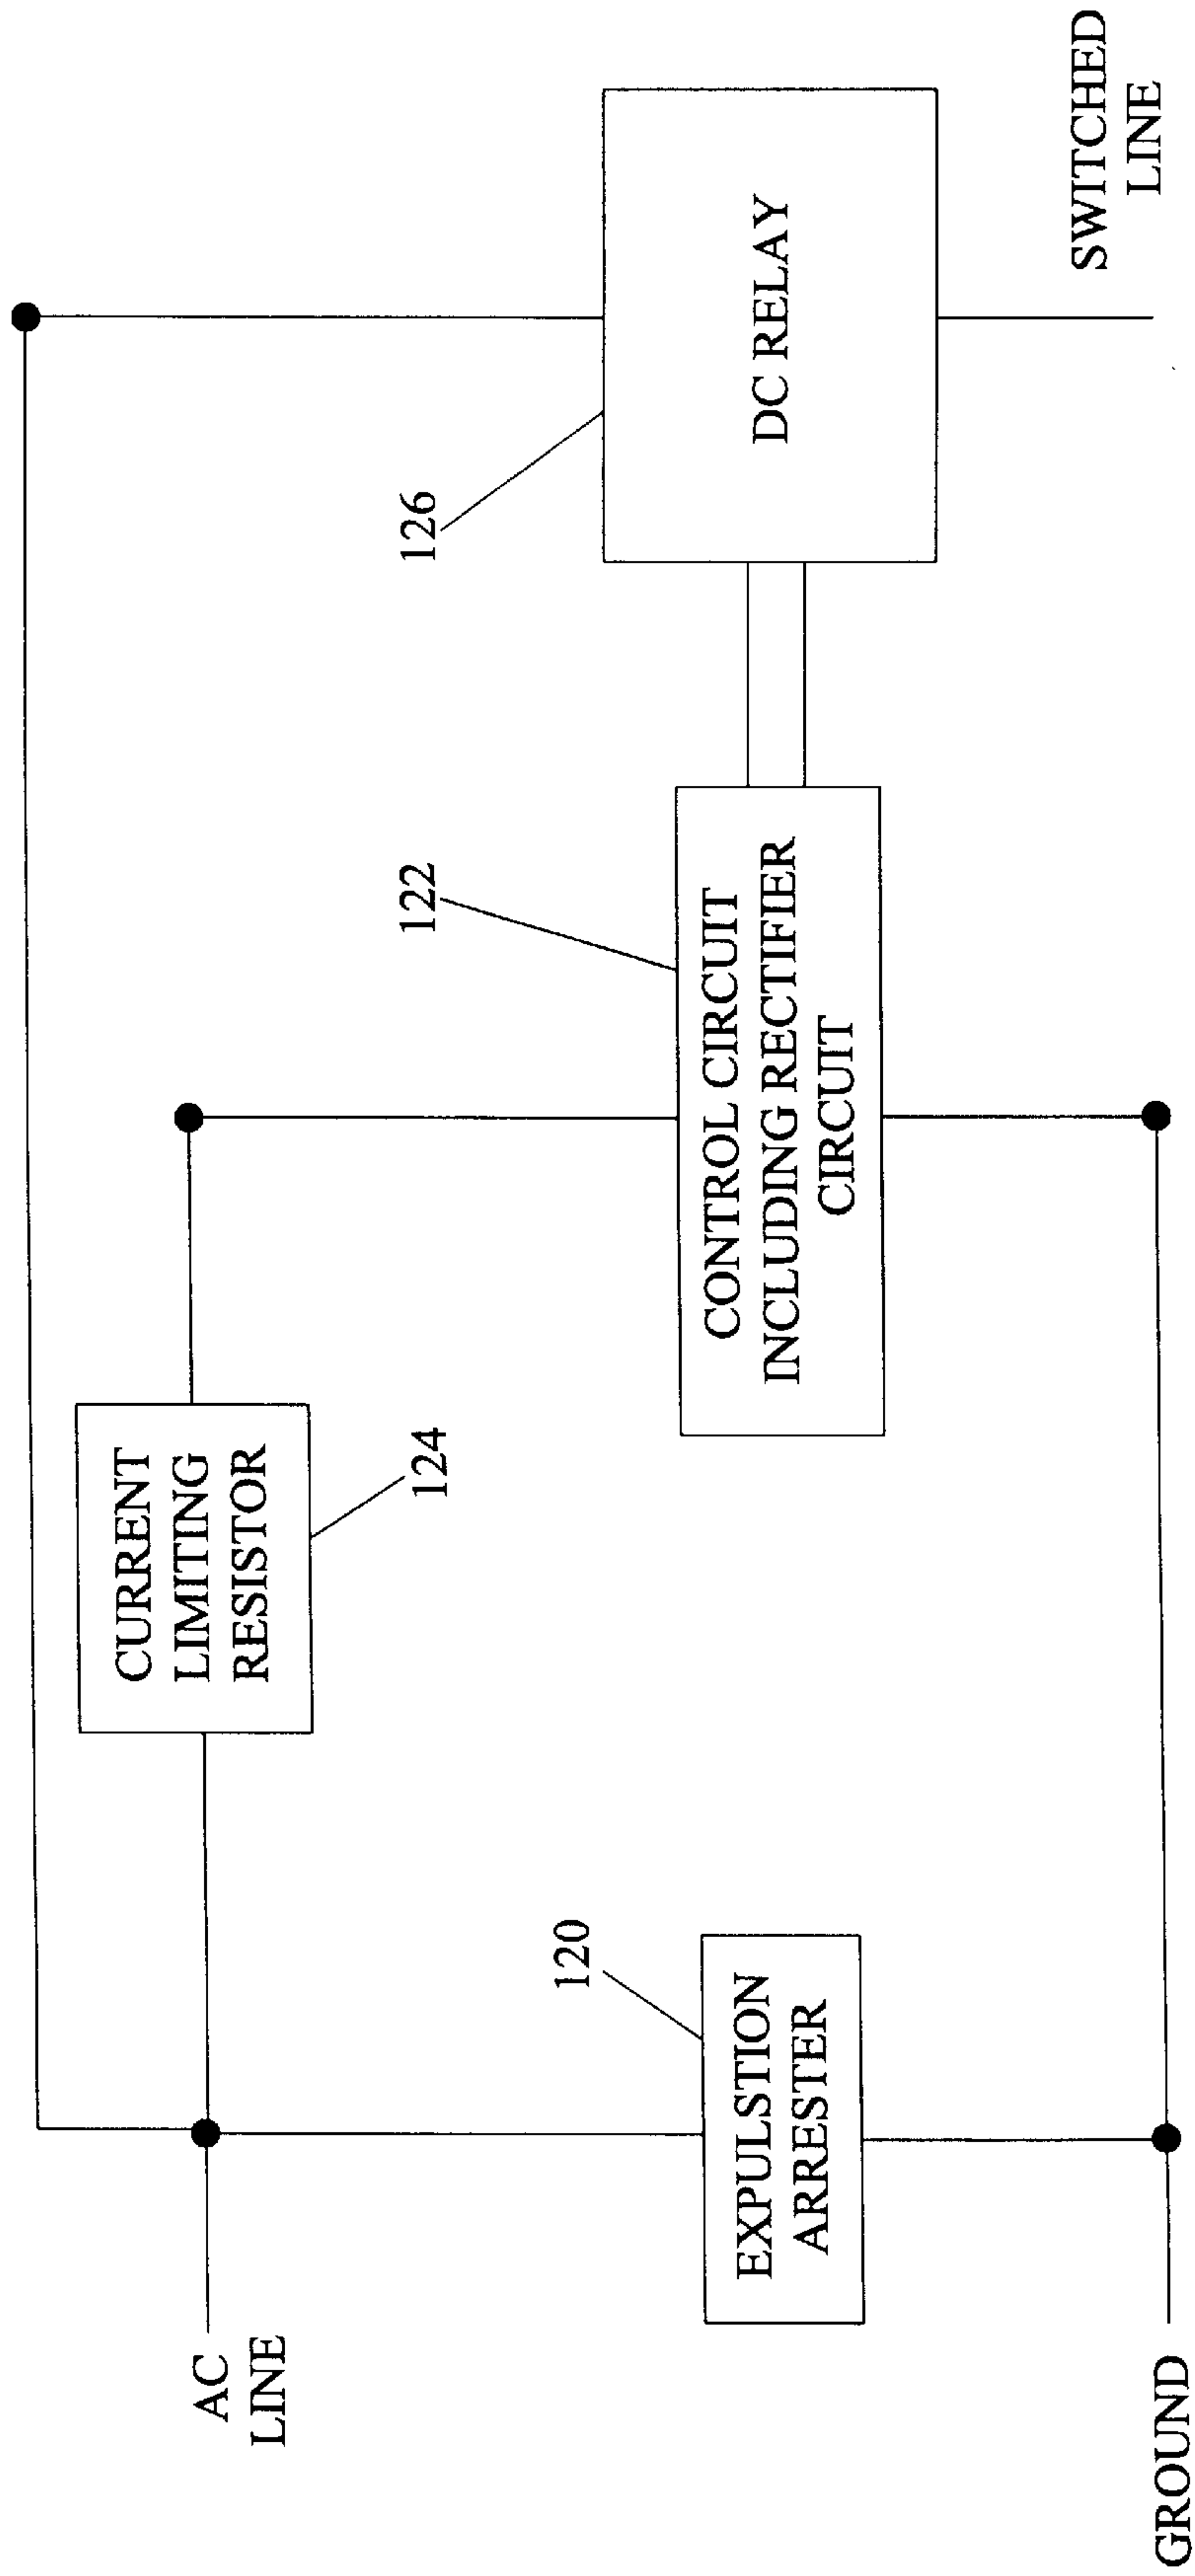 AC
LINE
CURRENT
LIMITING
RESISTOR
124
126
122
120
EXPULSTION
ARRESTER
CONTROL CIRCUIT
INCLUDING RECTIFIER
CIRCUIT
DC RELAY
GROUND
SWITCHED
LINE